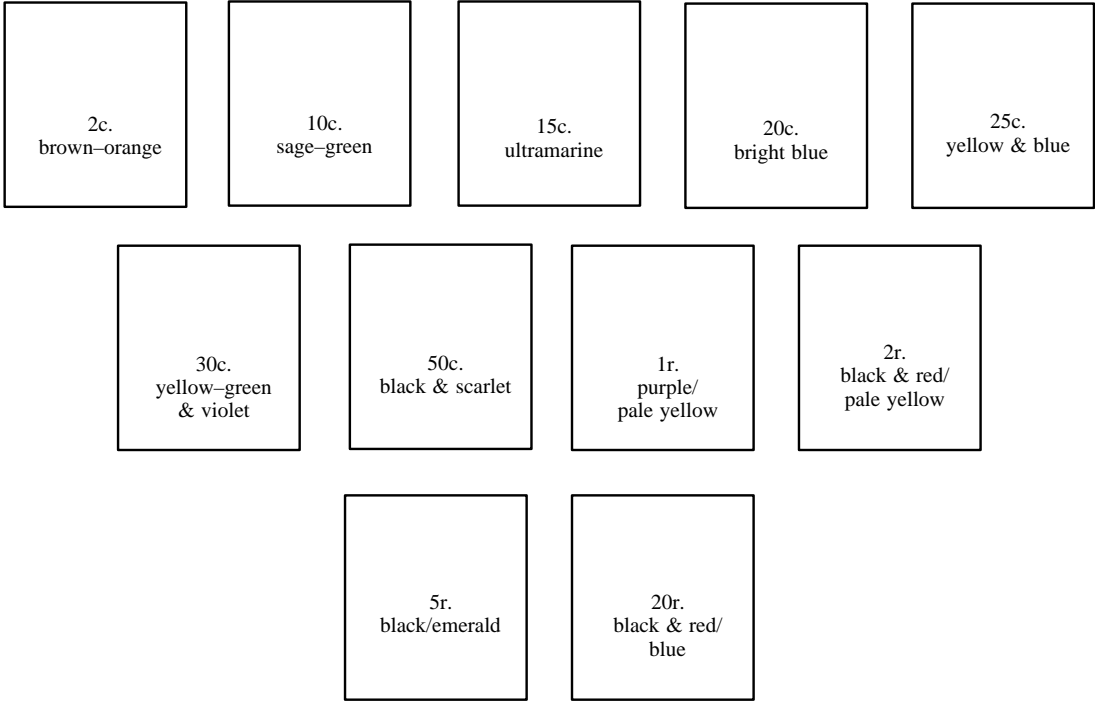 2c.
brown–orange
10c.
sage–green
15c.
ultramarine
20c.
bright blue
25c.
yellow & blue
30c.
yellow–green
& violet
50c.
black & scarlet
1r.
purple/
pale yellow
2r.
black & red/
pale yellow
5r.
black/emerald
20r.
black & red/
blue